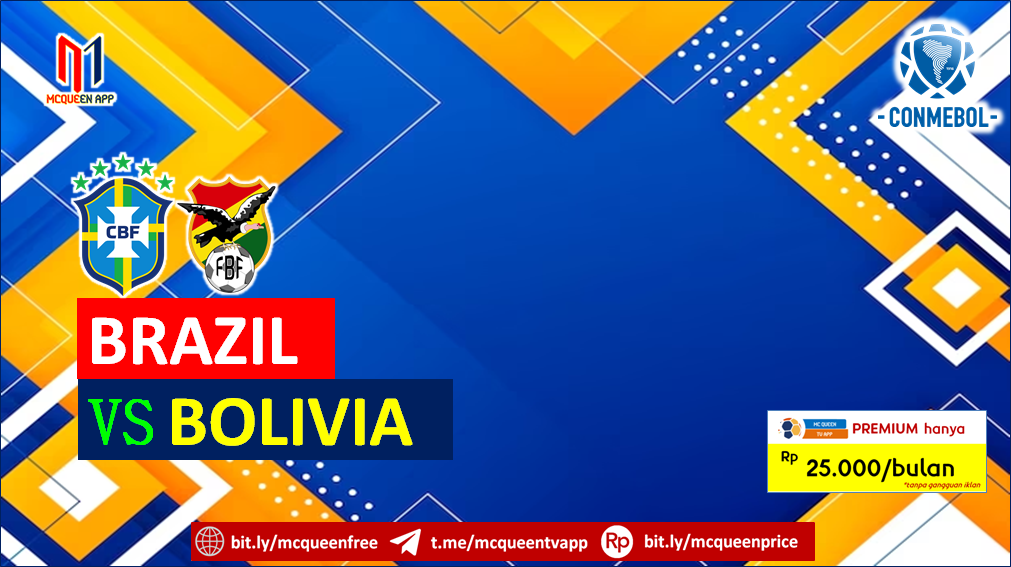 MCQUEEN APP
-CONMEBOL-
CBF
FBF
BRAZIL
VS BOLIVIA
MC QUEEN
TV APP
PREMIUM hanya
Rp 25.000/bulan
*tanpa gangguan iklan
bit.ly/mcqueenfree
t.me/mcqueentvapp
Rp
bit.ly/mcqueenprice